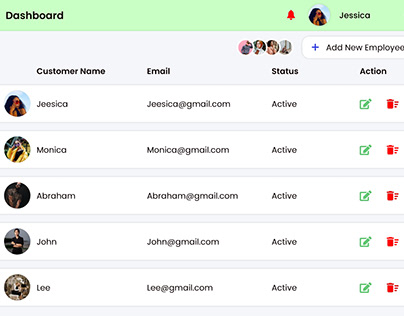 Dashboard Jessica
+ Add New Employee
Customer Name Email Status Action
Jeesica Jeesica@gmail.com Active
Monica Monica@gmail.com Active
Abraham Abraham@gmail.com Active
John John@gmail.com Active
Lee Lee@gmail.com Active